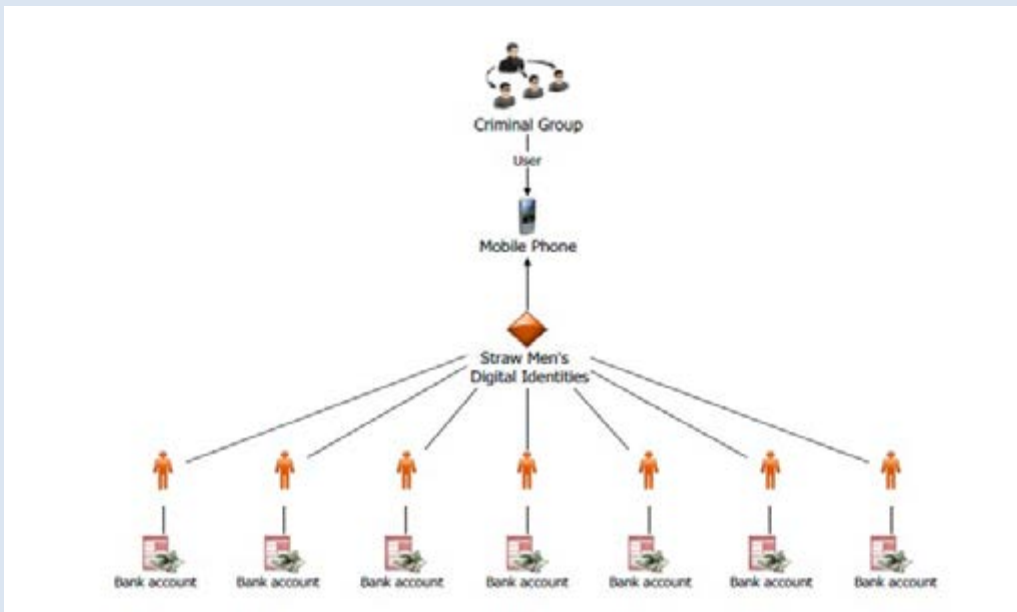 Criminal Group
User
Mobile Phone
Straw Men's
Digital Identities
Bank account
Bank account
Bank account
Bank account
Bank account
Bank account
Bank account